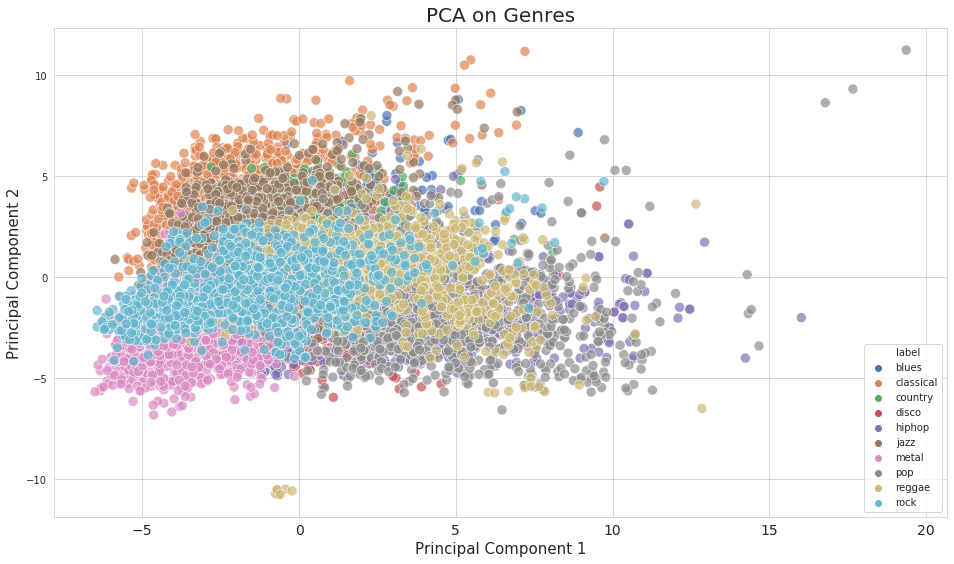 PCA on Genres
10
5
0
−5
−10
Principal Component 2
−5 0 5 10 15 20
Principal Component 1
label
blues
classical
country
disco
hiphop
jazz
metal
pop
reggae
rock